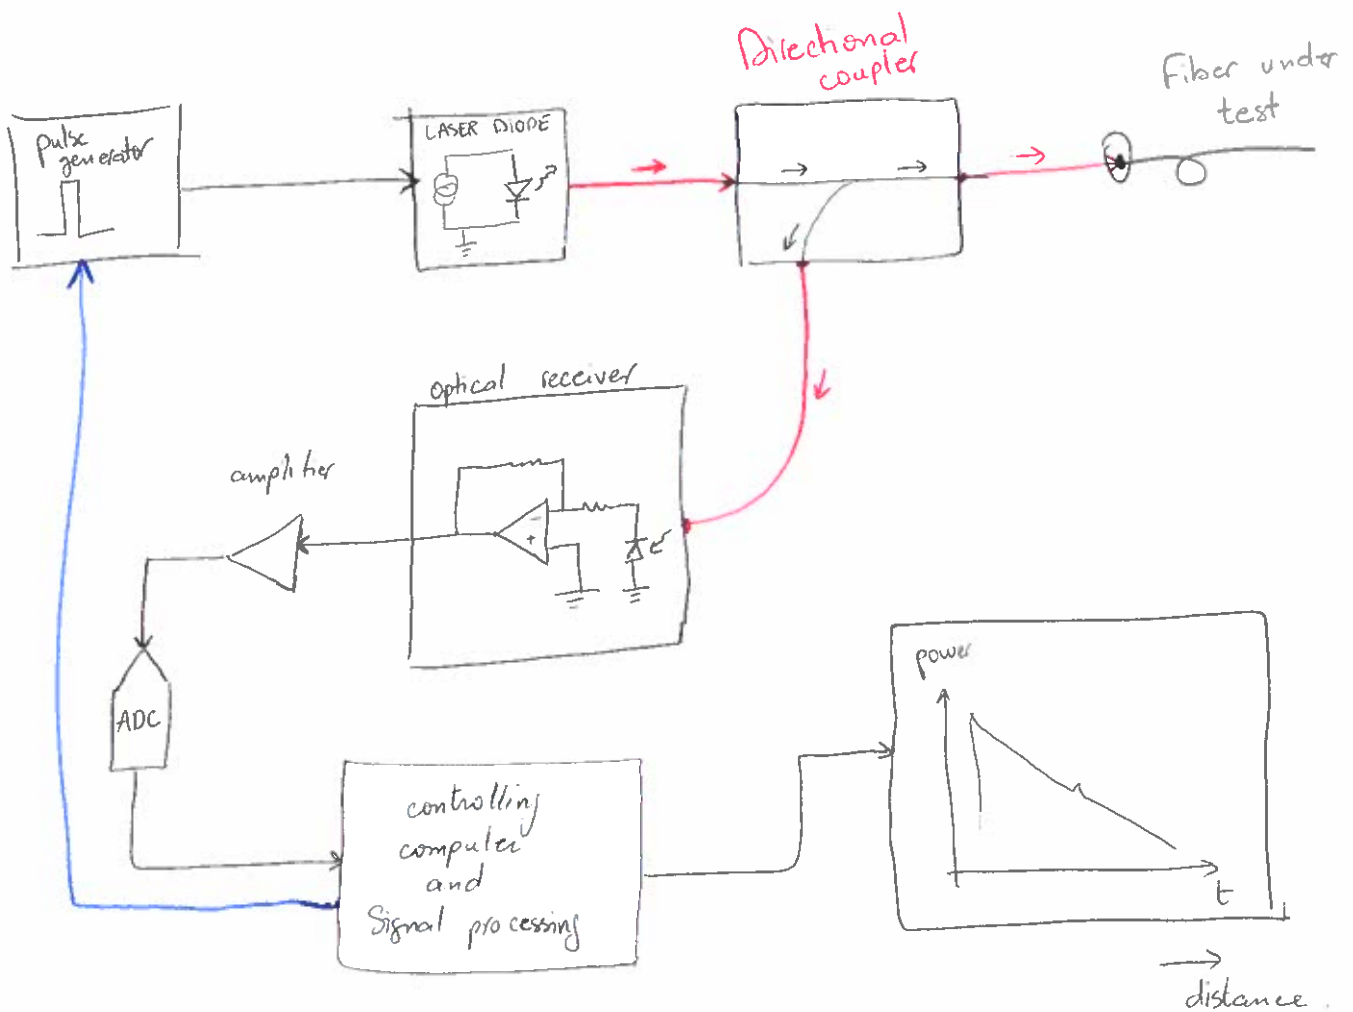 Directional
coupler
Fiber under
test
pulse
generator
LASER DIODE
optical receiver
amplifier
-
+
ADC
controlling
computer
and
Signal processing
power
t
distance